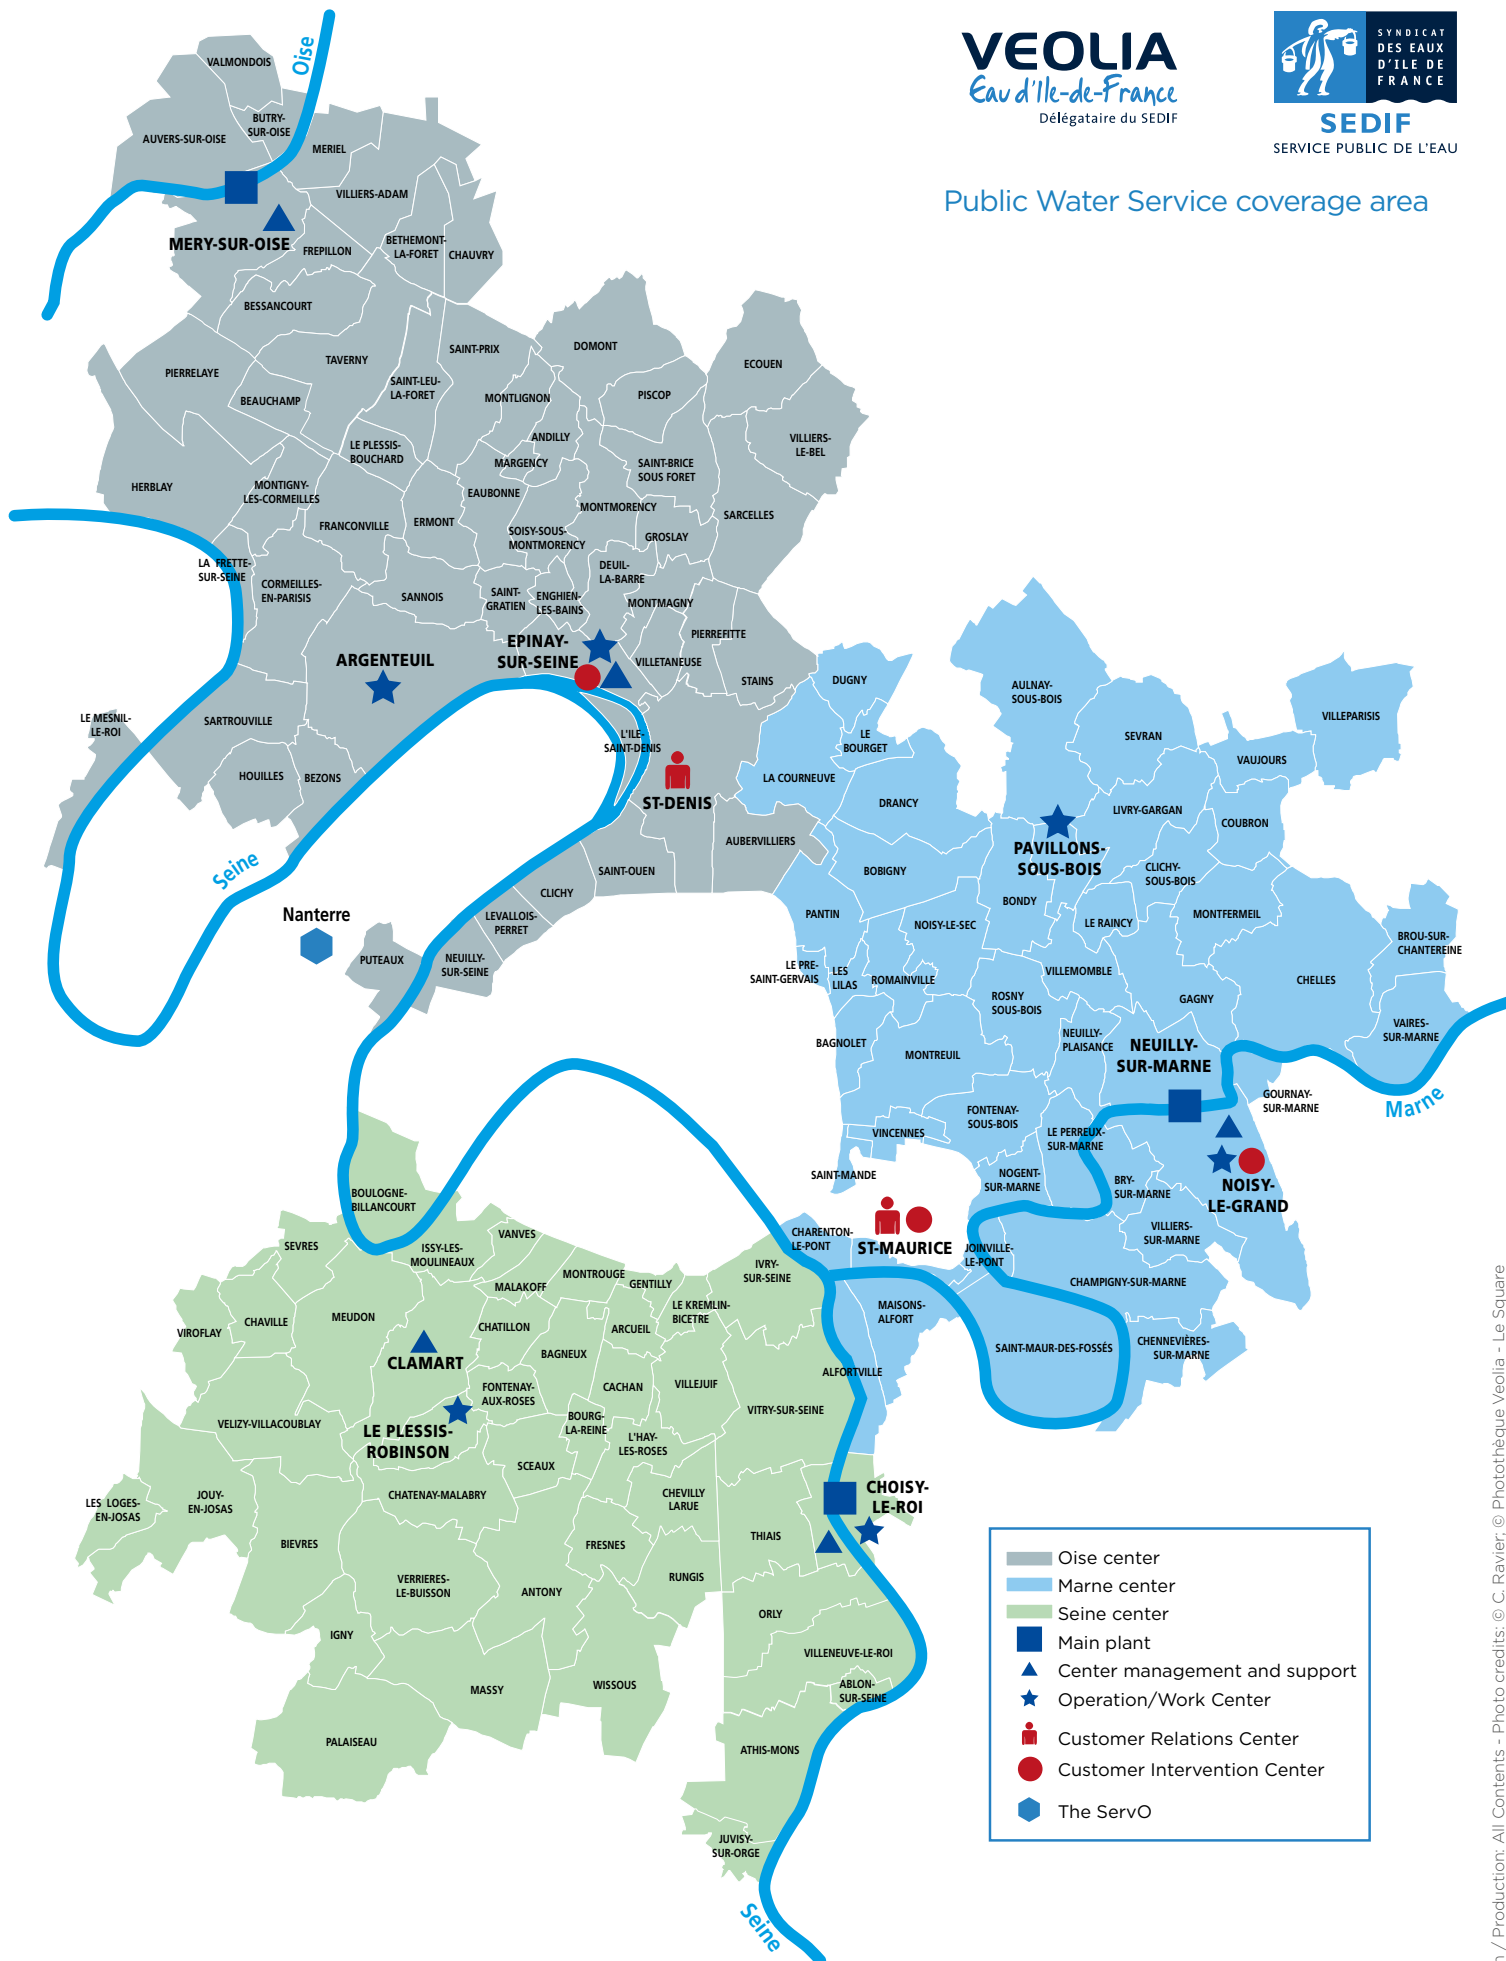 VEOLIA
Eau d'Ile-de-France
Délégataire du SEDIF
SYNDICAT
DES EAUX
D'ILE DE
FRANCE
SEDIF
SERVICE PUBLIC DE L'EAU
Public Water Service coverage area
Oise
VALMONDOIS
BUTRY-
SUR-OISE
AUVERS-SUR-OISE
MERIEL
VILLIERS-ADAM
MERY-SUR-OISE
FREPILLON
BETHEMONT-
LA-FORET
CHAUVRY
BESSANCOURT
TAVERNY
SAINT-PRIX
DOMONT
ECOUEN
PIERRELAYE
BEAUCHAMP
SAINT-LEU-
LA-FORET
MONTLIGNON
PISCOP
ANDILLY
VILLIERS-
LE-BEL
LE PLESSIS-
BOUCHARD
MARGENCY
SAINT-BRICE
SOUS FORET
HERBLAY
MONTIGNY-
LES-CORMEILLES
EAUBONNE
MONTMORENCY
SARCELLES
FRANCONVILLE
ERMONT
SOISY-SOUS-
MONTMORENCY
GROSLAY
LA FRETTE-
SUR-SEINE
CORMEILLES-
EN-PARISIS
SANNOIS
SAINT-
GRATIEN
ENGHIEN-
LES-BAINS
DEUIL-
LA-BARRE
MONTMAGNY
PIERREFITTE
ARGENTEUIL
EPINAY-
SUR-SEINE
VILLETANEUSE
STAINS
LE MESNIL-
LE-ROI
SARTROUVILLE
HOUILLES
BEZONS
L'ILE-
SAINT-DENIS
ST-DENIS
AUBERVILLIERS
SAINT-OUEN
CLICHY
LEVALLOIS-
PERRET
NEUILLY-
SUR-SEINE
PUTEAUX
Seine
Nanterre
DUGNY
LE
BOURGET
LA COURNEUVE
DRANCY
AULNAY-
SOUS-BOIS
SEVRAN
VILLEPARISIS
VAUJOURS
LIVRY-GARGAN
COUBRON
PAVILLONS-
SOUS-BOIS
CLICHY-
SOUS-BOIS
BOBIGNY
BONDY
LE RAINCY
MONTFERMEIL
PANTIN
NOISY-LE-SEC
BROU-SUR-
CHANTEREINE
LE PRE-
SAINT-GERVAIS
LES
LILAS
ROMAINVILLE
VILLEMOMBLE
CHELLES
ROSNY
SOUS-BOIS
GAGNY
BAGNOLET
MONTREUIL
NEUILLY-
PLAISANCE
NEUILLY-
SUR-MARNE
VAIRES-
SUR-MARNE
GOURNAY-
SUR-MARNE
Marne
FONTENAY-
SOUS-BOIS
VINCENNES
LE PERREUX-
SUR-MARNE
SAINT-MANDE
NOGENT-
SUR-MARNE
BRY-
SUR-MARNE
NOISY-
LE-GRAND
VILLIERS-
SUR-MARNE
CHARENTON-
LE-PONT
ST-MAURICE
JOINVILLE-
LE-PONT
CHAMPIGNY-SUR-MARNE
MAISONS-
ALFORT
SAINT-MAUR-DES-FOSSÉS
CHENNEVIÈRES-
SUR-MARNE
ALFORTVILLE
BOULOGNE-
BILLANCOURT
SEVRES
ISSY-LES-
MOULINEAUX
VANVES
MALAKOFF
MONTROUGE
GENTILLY
IVRY-
SUR-SEINE
LE KREMLIN-
BICETRE
VIROFLAY
CHAVILLE
MEUDON
CHATILLON
ARCUEIL
BAGNEUX
CLAMART
FONTENAY-
AUX-ROSES
CACHAN
VILLEJUIF
VITRY-SUR-SEINE
VELIZY-VILLACOUBLAY
LE PLESSIS-
ROBINSON
BOURG-
LA-REINE
L'HAY-
LES-ROSES
SCEAUX
LES LOGES-
EN-JOSAS
JOUY-
EN-JOSAS
CHATENAY-MALABRY
CHEVILLY
LARUE
CHOISY-
LE-ROI
THIAIS
BIEVRES
FRESNES
RUNGIS
VERRIERES-
LE-BUISSON
ANTONY
ORLY
IGNY
VILLENEUVE-LE-ROI
MASSY
WISSOUS
ABLON-
SUR-SEINE
PALAISEAU
ATHIS-MONS
JUVISY-
SUR-ORGE
Seine
Oise center
Marne center
Seine center
Main plant
Center management and support
Operation/Work Center
Customer Relations Center
Customer Intervention Center
The ServO
/ Production: All Contents - Photo credits: © C. Ravier; © Photothèque Veolia - Le Square